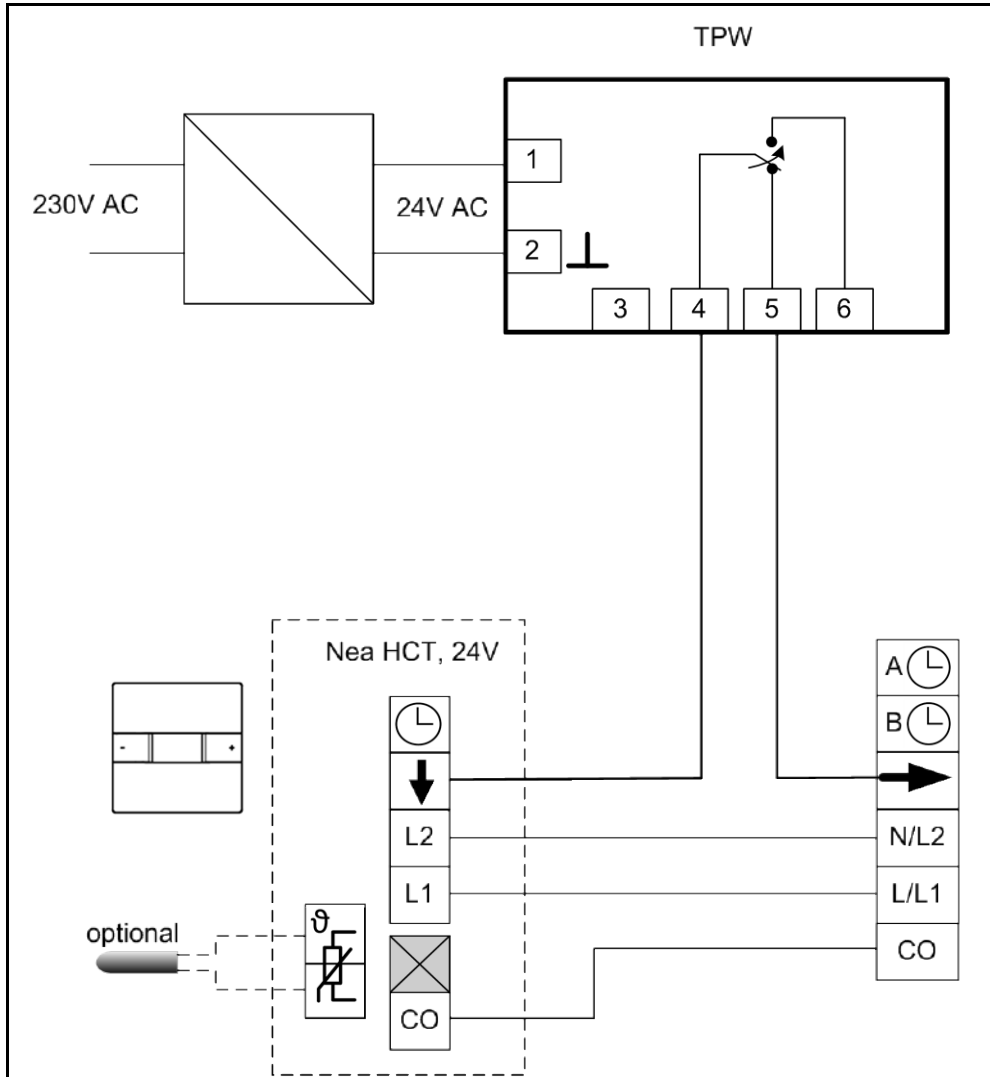 TPW
230V AC
24V AC
1
2
3 4 5 6
Nea HCT, 24V
A
B
- +
L2
N/L2
L1
L/L1
optional
ϑ
CO
CO